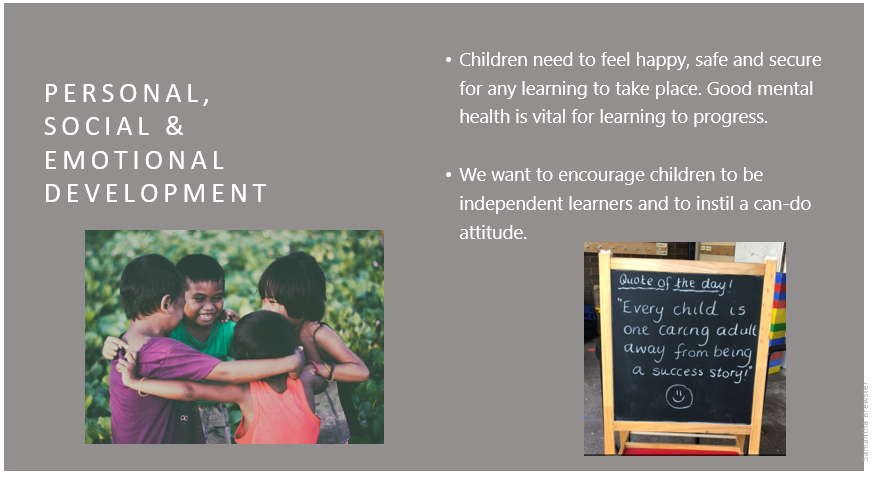 PERSONAL,
SOCIAL &
EMOTIONAL
DEVELOPMENT
• Children need to feel happy, safe and secure
for any learning to take place. Good mental
health is vital for learning to progress.
• We want to encourage children to be
independent learners and to instil a can-do
attitude.
Quote of the day!
"Every child is
one caring adult
away from being
a success story!"
Samantha Brewster